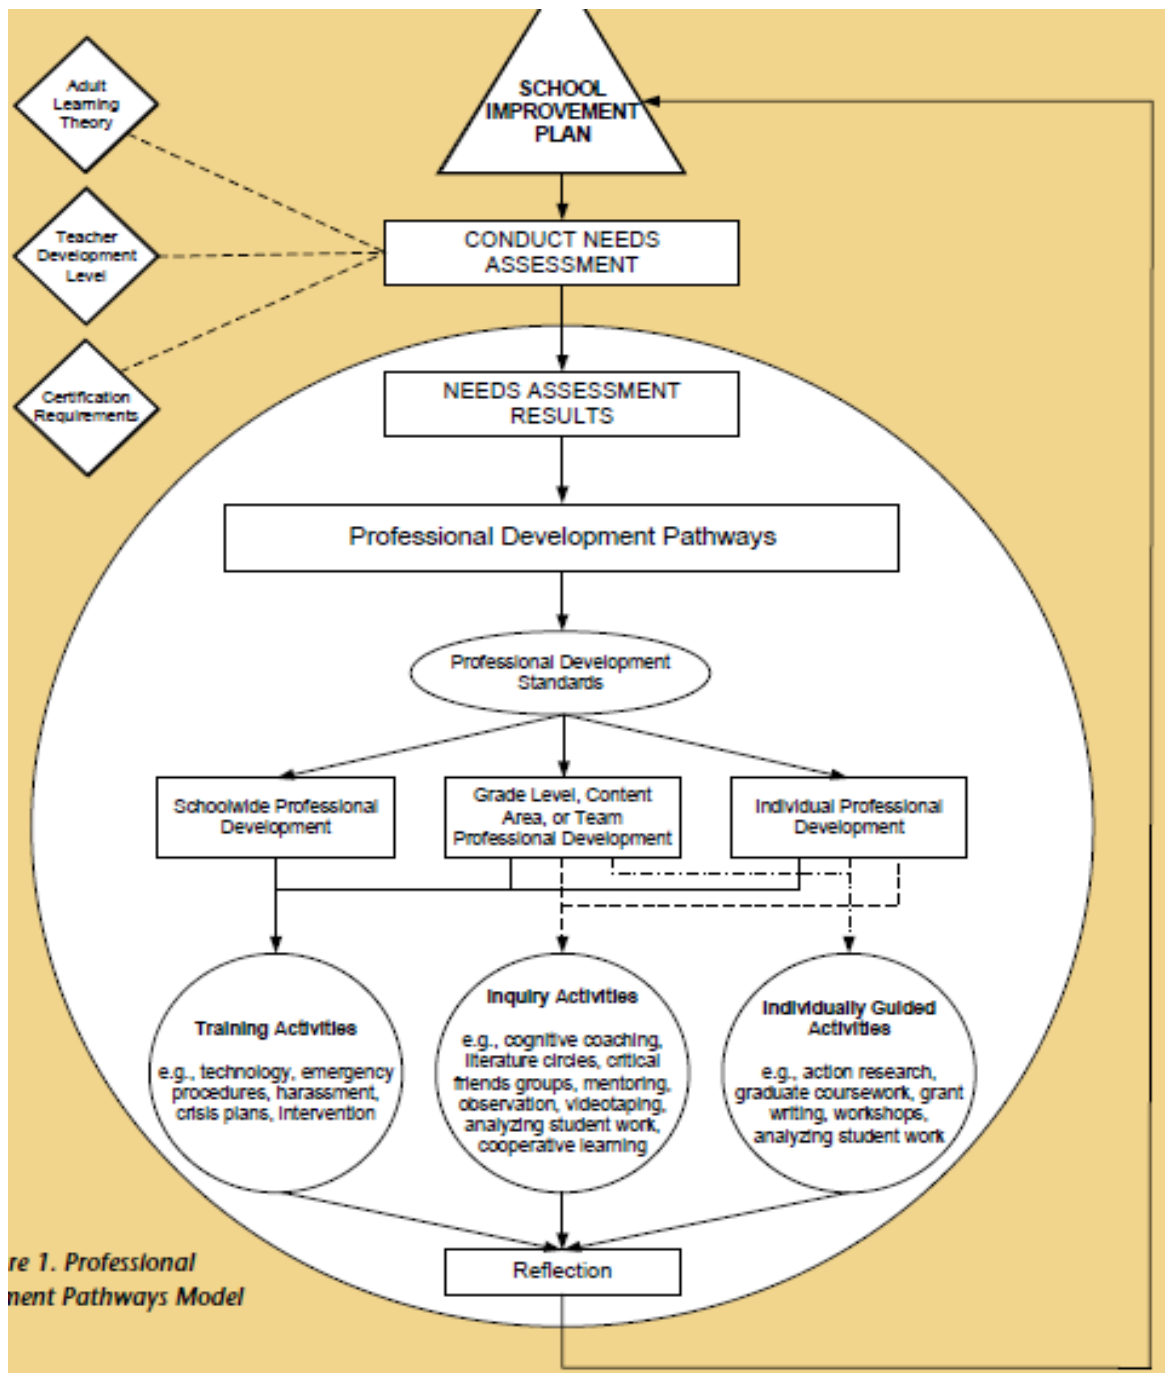 Adult
Learning
Theory
SCHOOL
IMPROVEMENT
PLAN
Teacher
Development
Level
CONDUCT NEEDS
ASSESSMENT
Certification
Requirements
NEEDS ASSESSMENT
RESULTS
Professional Development Pathways
Professional Development
Standards
Schoolwide Professional
Development
Grade Level, Content
Area, or Team
Professional Development
Individual Professional
Development
Training Activities
e.g., technology, emergency
procedures, harassment,
crisis plans, intervention
Inquiry Activities
e.g., cognitive coaching,
literature circles, critical
friends groups, mentoring,
observation, videotaping,
analyzing student work,
cooperative learning
Individually Guided
Activities
e.g., action research,
graduate coursework, grant
writing, workshops,
analyzing student work
Reflection
re 1. Professional
ment Pathways Model